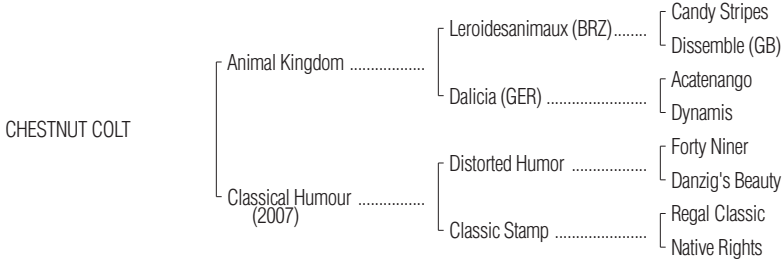 Candy Stripes
Leroidesanimaux (BRZ)........
Dissemble (GB)
Animal Kingdom ..................
Acatenango
Dalicia (GER) ........................
Dynamis
CHESTNUT COLT
Forty Niner
Distorted Humor ..................
Danzig's Beauty
Classical Humour ................
(2007)
Regal Classic
Classic Stamp ......................
Native Rights